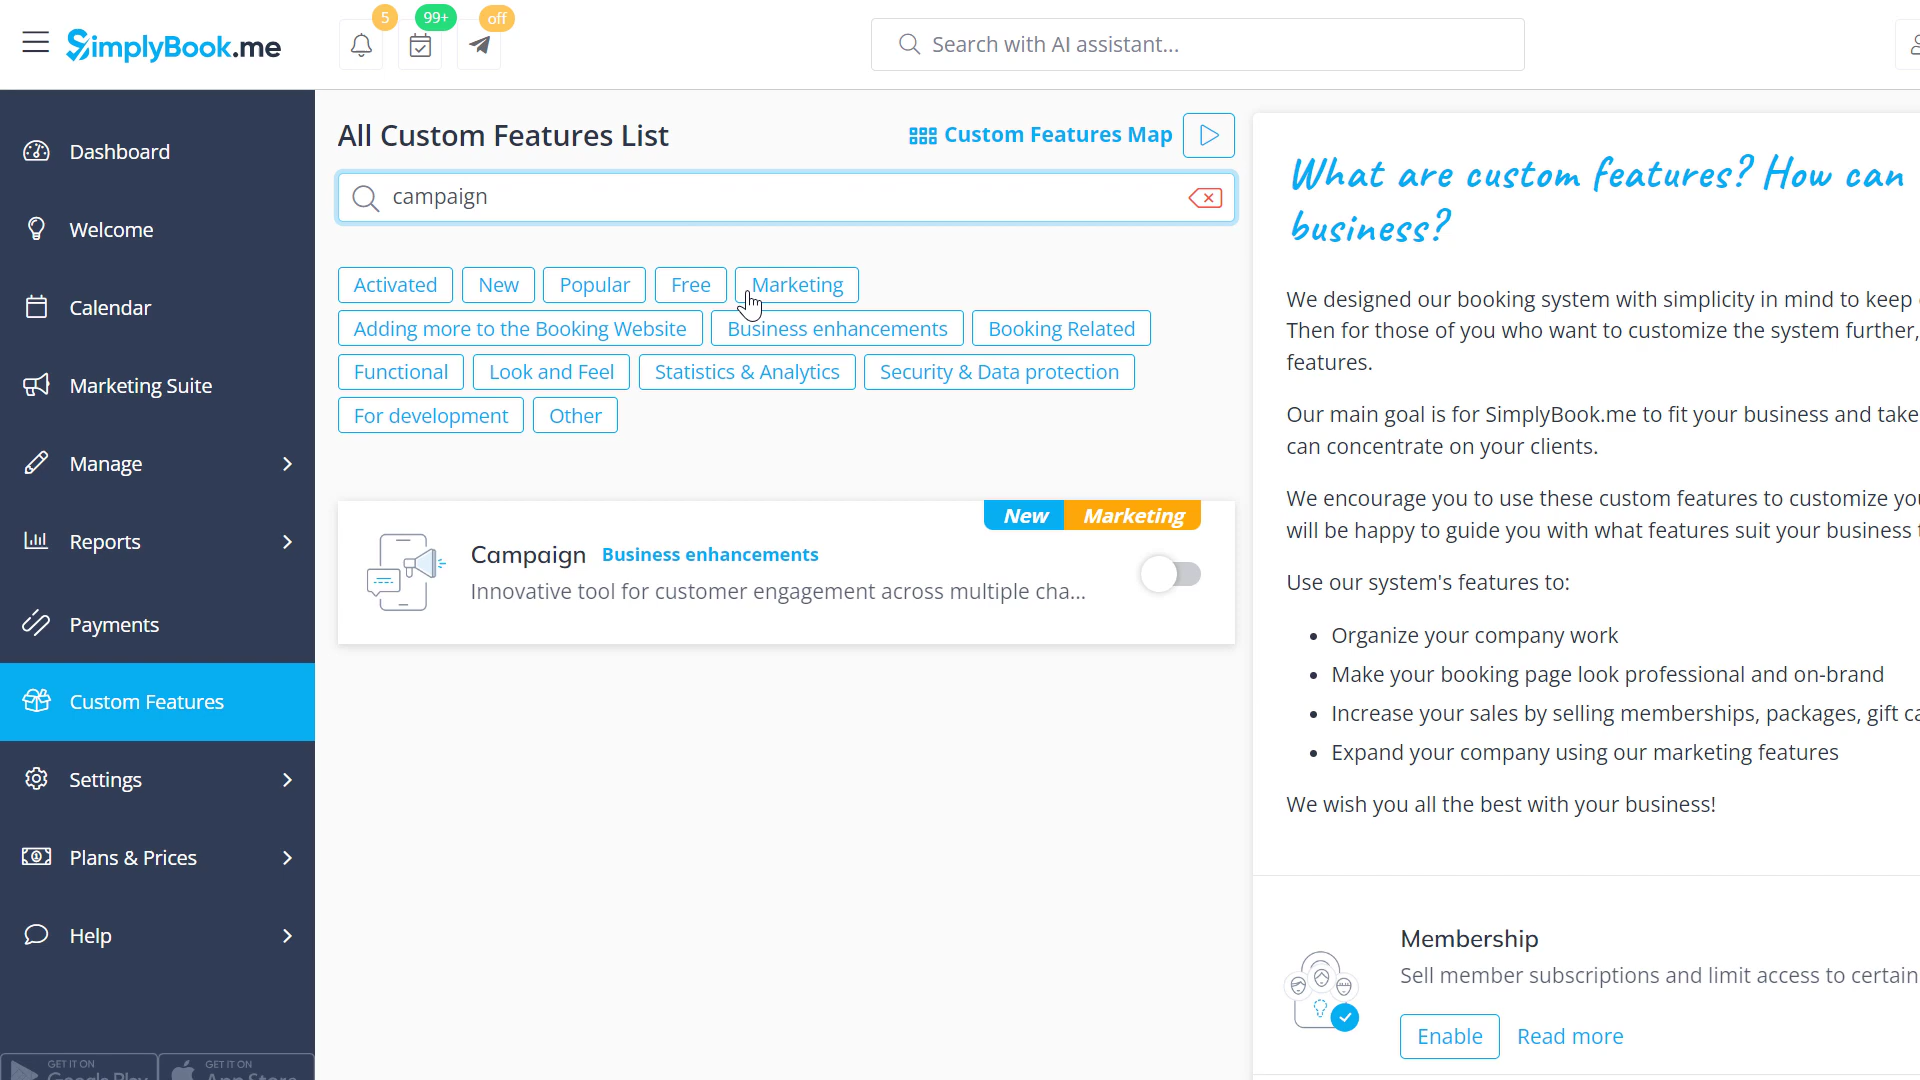 SimplyBook.me
5
99+
off
Search with AI assistant...
Dashboard
Welcome
Calendar
Marketing Suite
Manage
Reports
Payments
Custom Features
Settings
Plans & Prices
Help
GET IT ON
Google Play
GET IT ON
App Store
All Custom Features List
Custom Features Map
campaign
Activated New Popular Free Marketing
Adding more to the Booking Website Business enhancements Booking Related
Functional Look and Feel Statistics & Analytics Security & Data protection
For development Other
New Marketing
Campaign Business enhancements
Innovative tool for customer engagement across multiple cha...
What are custom features? How can
business?
We designed our booking system with simplicity in mind to keep
Then for those of you who want to customize the system further,
features.
Our main goal is for SimplyBook.me to fit your business and take
can concentrate on your clients.
We encourage you to use these custom features to customize
will be happy to guide you with what features suit your business
Use our system's features to:
• Organize your company work
• Make your booking page look professional and on-brand
• Increase your sales by selling memberships, packages, gift
• Expand your company using our marketing features
We wish you all the best with your business!
Membership
Sell member subscriptions and limit access to certain
Enable Read more